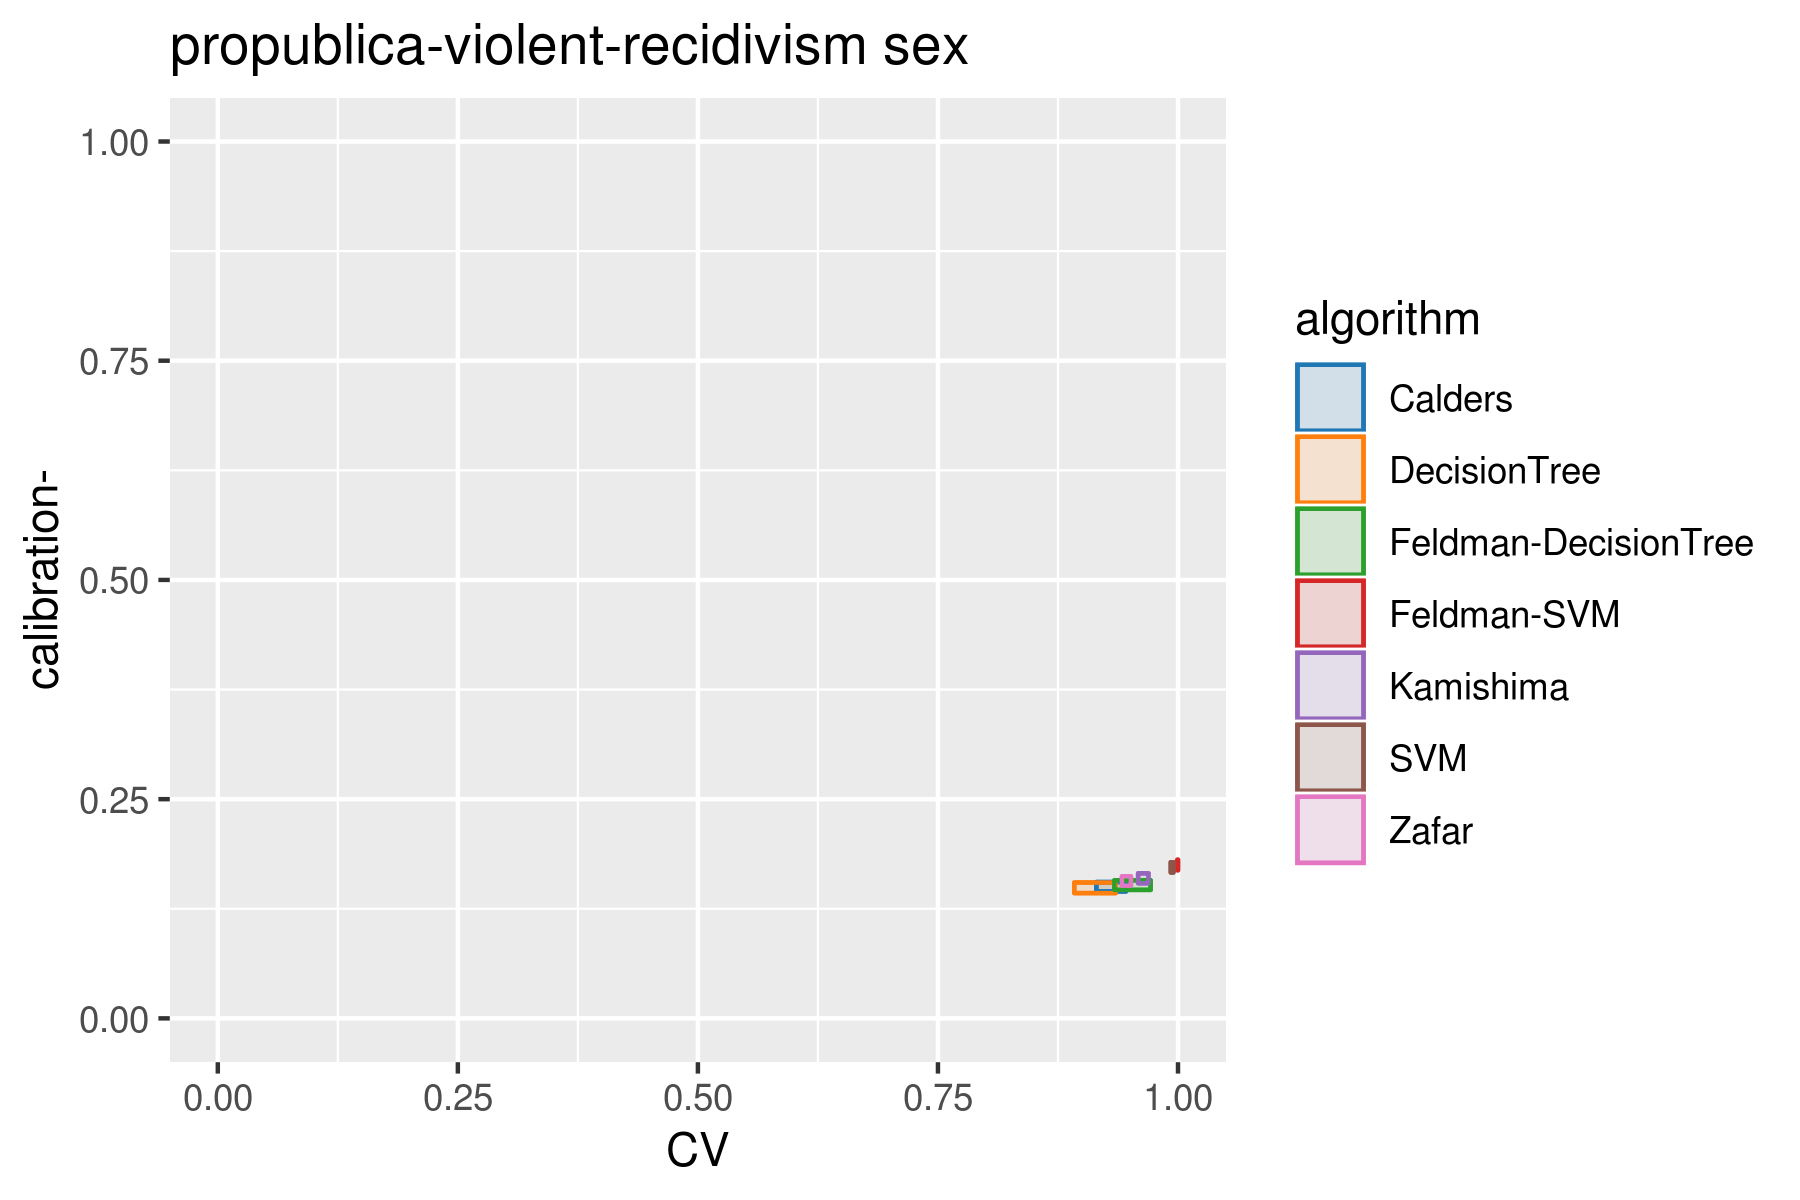 propublica-violent-recidivism sex
calibration-
1.00
0.75
0.50
0.25
0.00
0.00 0.25 0.50 0.75 1.00
CV
algorithm
Calders
DecisionTree
Feldman-DecisionTree
Feldman-SVM
Kamishima
SVM
Zafar